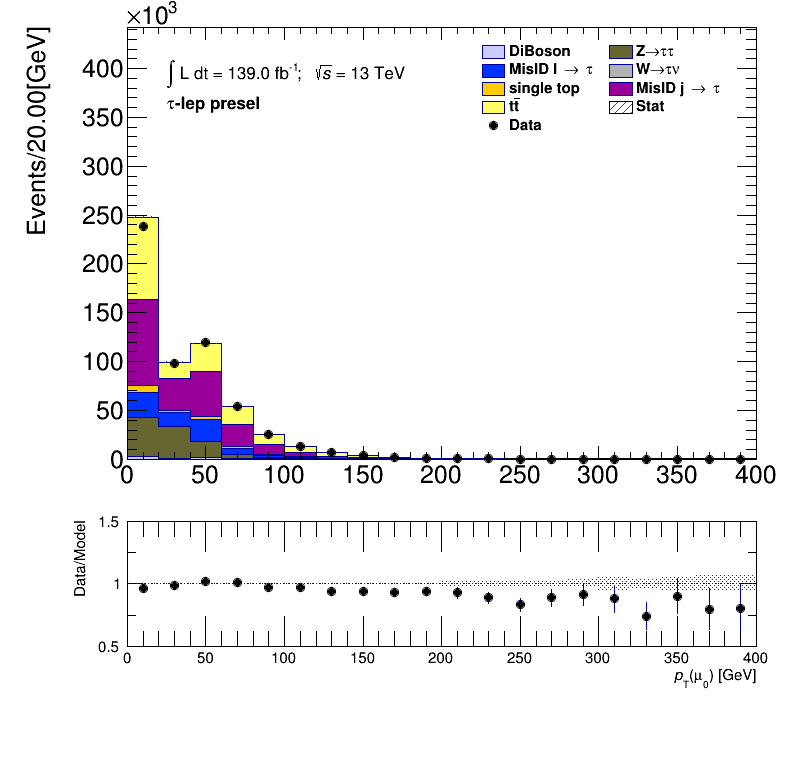 ×10³
Events/20.00[GeV]
400
350
300
250
200
150
100
50
0
∫ L dt = 139.0 fb⁻¹; √s = 13 TeV
τ-lep presel
DiBoson
MisID l → τ
single top
tt̄
Data
Z→ττ
W→τν
MisID j → τ
Stat
0 50 100 150 200 250 300 350 400
Data/Model
1.5
1
0.5
0 50 100 150 200 250 300 350 400
p_T(μ_0) [GeV]